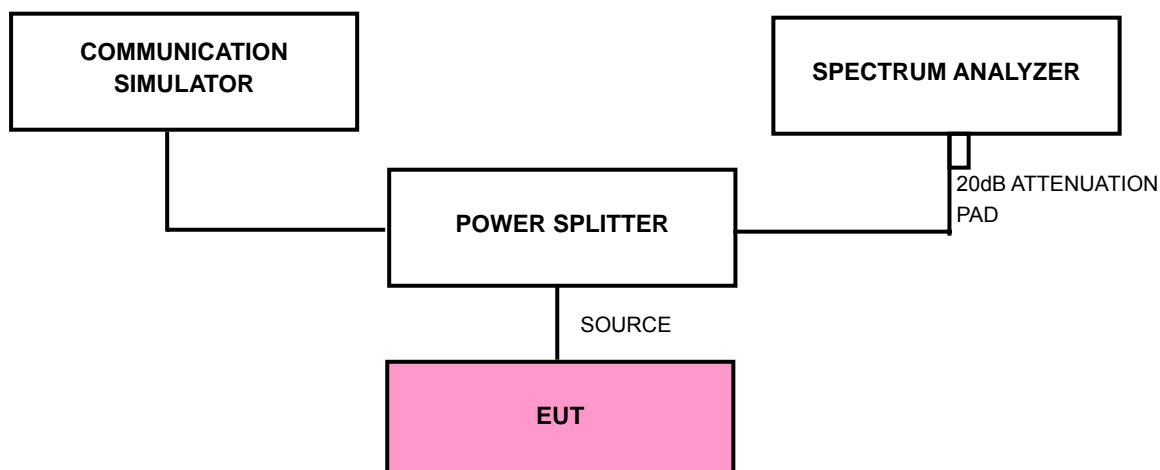 COMMUNICATION
SIMULATOR
SPECTRUM ANALYZER
20dB ATTENUATION
PAD
POWER SPLITTER
SOURCE
EUT